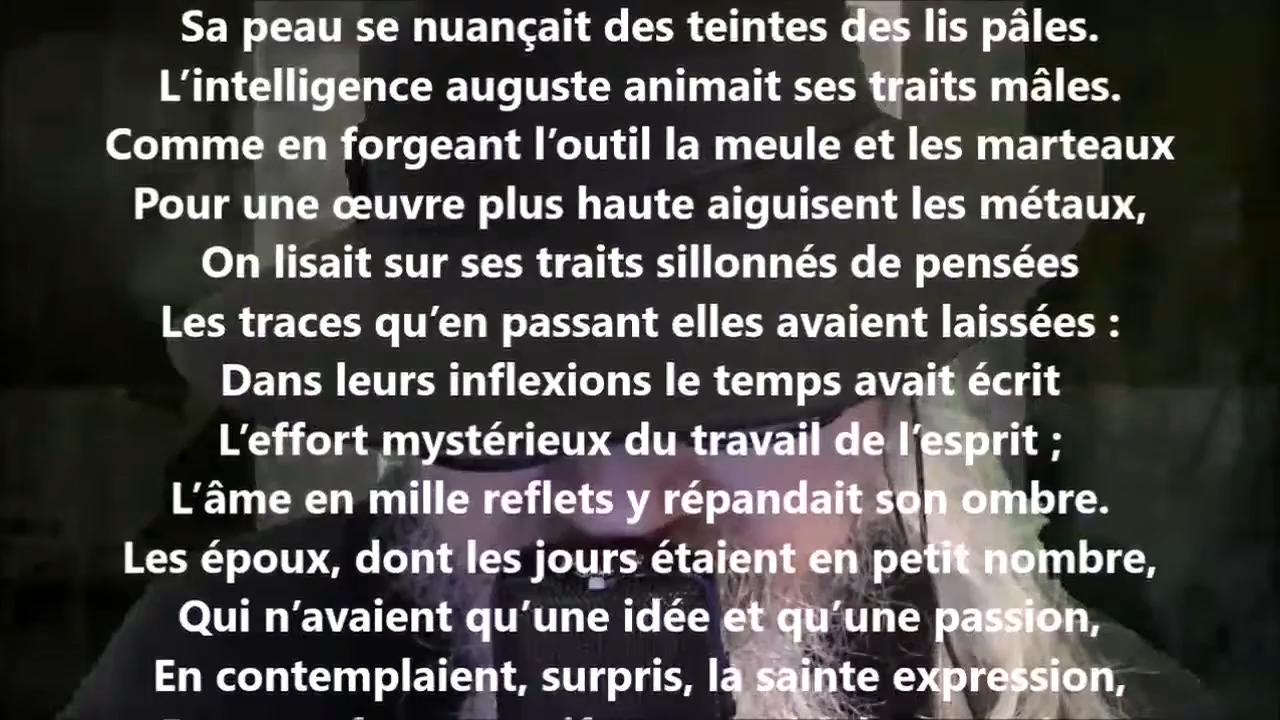 Sa peau se nuançait des teintes des lis pâles.
L’intelligence auguste animait ses traits mâles.
Comme en forgeant l’outil la meule et les marteaux
Pour une œuvre plus haute aiguisent les métaux,
On lisait sur ses traits sillonnés de pensées
Les traces qu’en passant elles avaient laissées :
Dans leurs inflexions le temps avait écrit
L’effort mystérieux du travail de l’esprit ;
L’âme en mille reflets y répandait son ombre.
Les époux, dont les jours étaient en petit nombre,
Qui n’avaient qu’une idée et qu’une passion,
En contemplaient, surpris, la sainte expression,